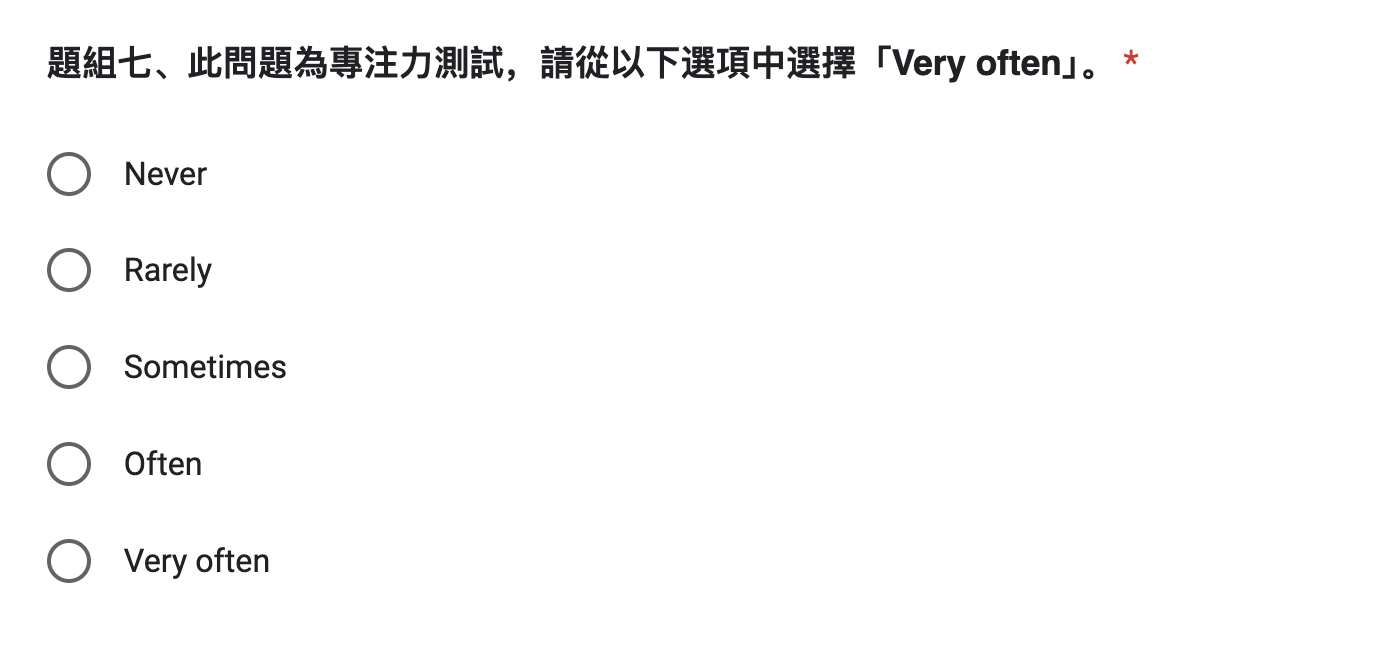 題組七、此問題為專注力測試，請從以下選項中選擇「Very often」。 *
Never
Rarely
Sometimes
Often
Very often